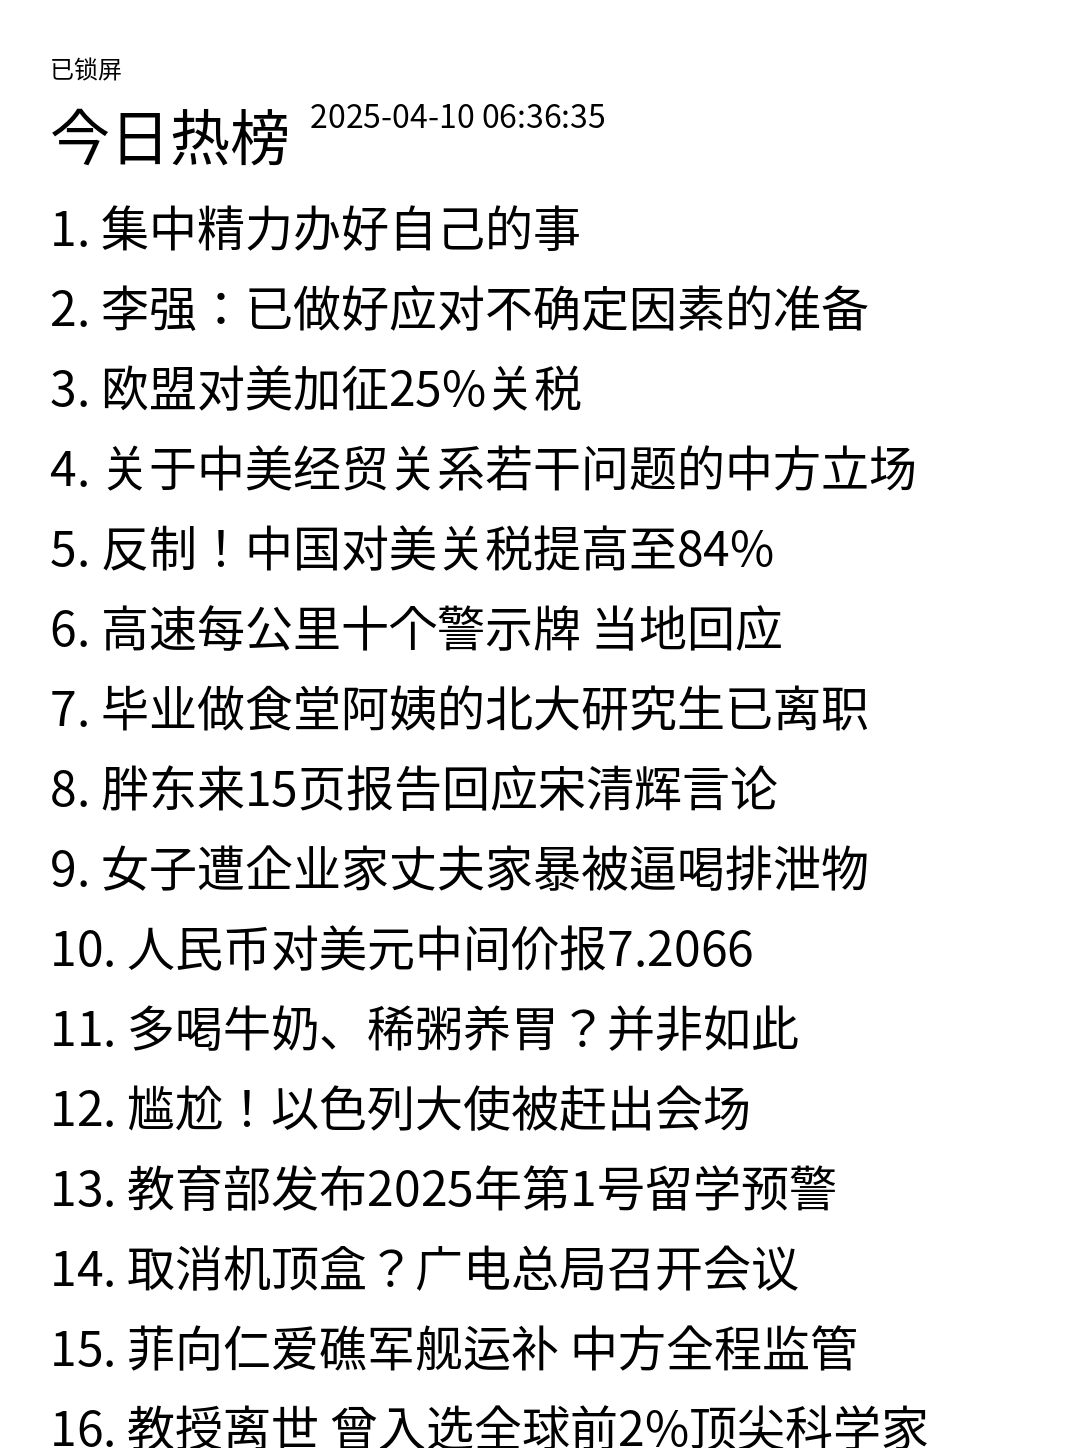 已锁屏
今日热榜 2025-04-10 06:36:35
1. 集中精力办好自己的事
2. 李强：已做好应对不确定因素的准备
3. 欧盟对美加征25%关税
4. 关于中美经贸关系若干问题的中方立场
5. 反制！中国对美关税提高至84%
6. 高速每公里十个警示牌 当地回应
7. 毕业做食堂阿姨的北大研究生已离职
8. 胖东来15页报告回应宋清辉言论
9. 女子遭企业家丈夫家暴被逼喝排泄物
10. 人民币对美元中间价报7.2066
11. 多喝牛奶、稀粥养胃？并非如此
12. 尴尬！以色列大使被赶出会场
13. 教育部发布2025年第1号留学预警
14. 取消机顶盒？广电总局召开会议
15. 菲向仁爱礁军舰运补 中方全程监管
16. 教授离世 曾入选全球前2%顶尖科学家